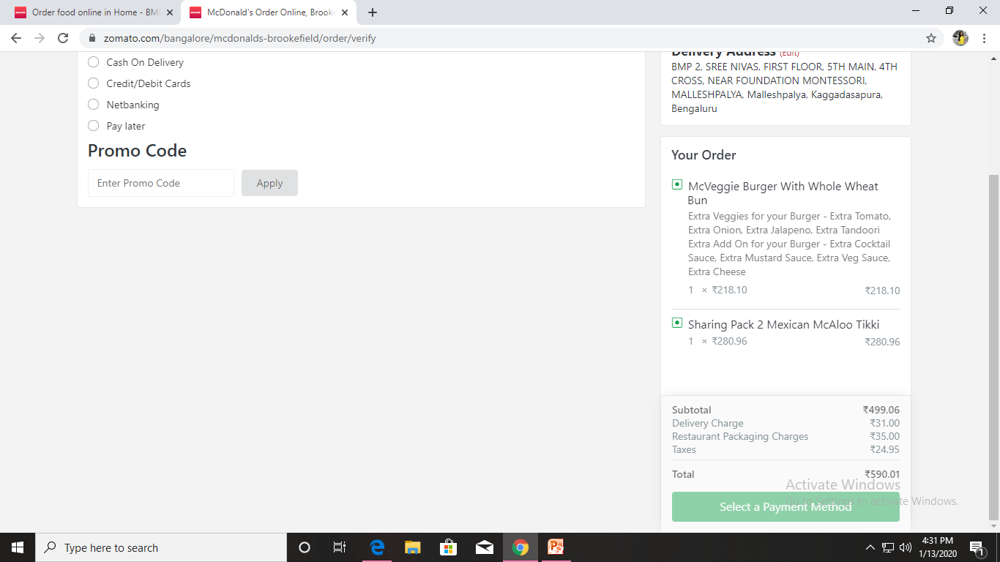 Order food online in Home - BM
McDonald's Order Online, Brooke
zomato.com/bangalore/mcdonalds-brookefield/order/verify
Cash On Delivery
Credit/Debit Cards
Netbanking
Pay later
Promo Code
Enter Promo Code
Apply
Delivery Address (Edit)
BMP 2, SREE NIVAS, FIRST FLOOR, 5TH MAIN, 4TH
CROSS, NEAR FOUNDATION MONTESSORI,
MALLESHPALYA, Malleshpalya, Kaggadasapura,
Bengaluru
Your Order
McVeggie Burger With Whole Wheat
Bun
Extra Veggies for your Burger - Extra Tomato,
Extra Onion, Extra Jalapeno, Extra Tandoori
Extra Add On for your Burger - Extra Cocktail
Sauce, Extra Mustard Sauce, Extra Veg Sauce,
Extra Cheese
1 × ₹218.10 ₹218.10
Sharing Pack 2 Mexican McAloo Tikki
1 × ₹280.96 ₹280.96
Subtotal ₹499.06
Delivery Charge ₹31.00
Restaurant Packaging Charges ₹35.00
Taxes ₹24.95
Total ₹590.01
Activate Windows
Go to Settings to activate Windows.
Select a Payment Method
Type here to search
4:31 PM
1/13/2020
1